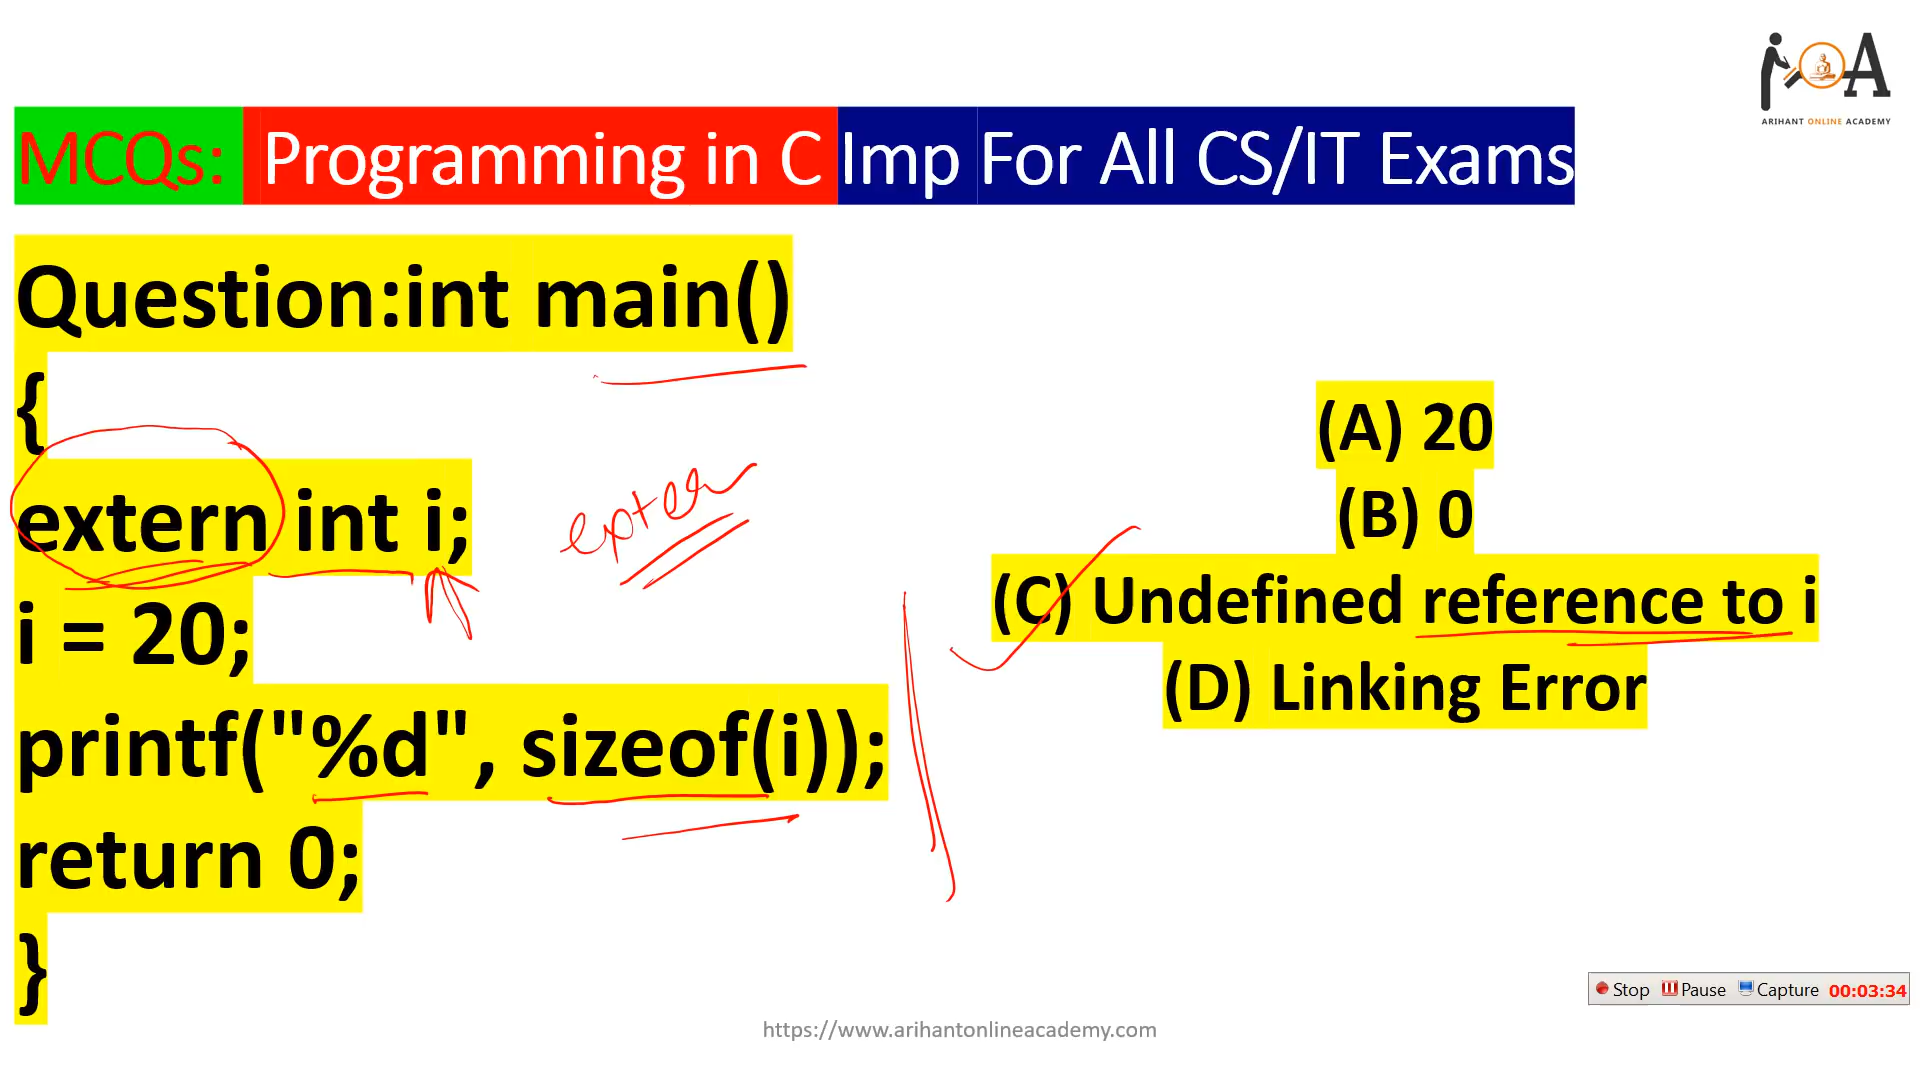 ARIHANT ONLINE ACADEMY
MCQs: Programming in C Imp For All CS/IT Exams
Question:int main()
{
extern int i;
i = 20;
printf("%d", sizeof(i));
return 0;
}
exter
(A) 20
(B) 0
(C) Undefined reference to i
(D) Linking Error
Stop Pause Capture 00:03:34
https://www.arihantonlineacademy.com